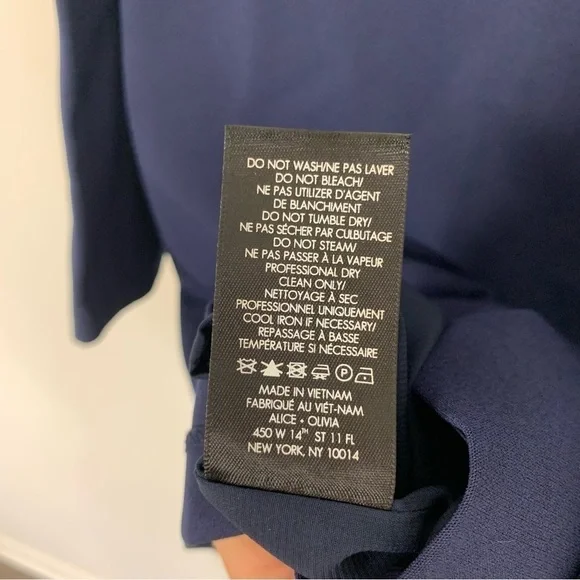 DO NOT WASH/NE PAS LAVER
DO NOT BLEACH/
NE PAS UTILIZER D'AGENT
DE BLANCHIMENT
DO NOT TUMBLE DRY/
NE PAS SÉCHER PAR CULBUTAGE
DO NOT STEAM/
NE PAS PASSER À LA VAPEUR
PROFESSIONAL DRY
CLEAN ONLY/
NETTOYAGE À SEC
PROFESSIONNEL UNIQUEMENT
COOL IRON IF NECESSARY/
REPASSAGE À BASSE
TEMPÉRATURE SI NÉCESSAIRE
P
MADE IN VIETNAM
FABRIQUÉ AU VIÉT-NAM
ALICE + OLIVIA
450 W 14TH ST 11 FL
NEW YORK, NY 10014